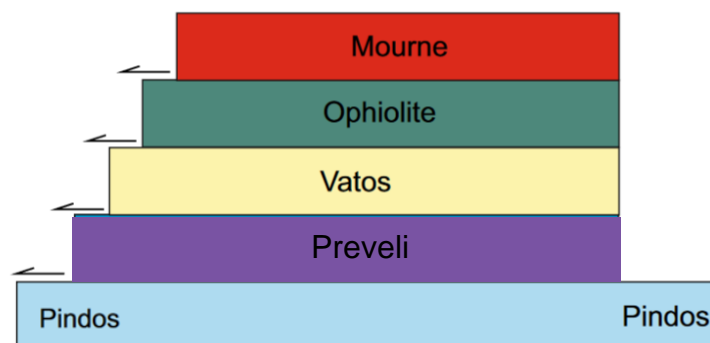 Mourne
Ophiolite
Vatos
Preveli
Pindos
Pindos